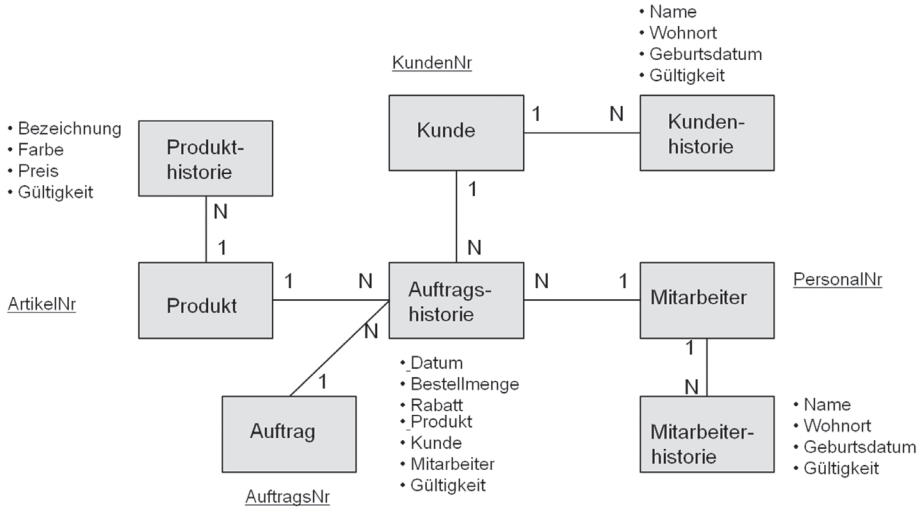 • Name
• Wohnort
• Geburtsdatum
• Gültigkeit
KundenNr
Kunde
1
N
Kunden-
historie
• Bezeichnung
• Farbe
• Preis
• Gültigkeit
Produkt-
historie
N
1
1
N
ArtikelNr
Produkt
1
N
Auftrags-
historie
N
1
Mitarbeiter
PersonalNr
N
1
Auftrag
AuftragsNr
• Datum
• Bestellmenge
• Rabatt
• Produkt
• Kunde
• Mitarbeiter
• Gültigkeit
1
N
Mitarbeiter-
historie
• Name
• Wohnort
• Geburtsdatum
• Gültigkeit